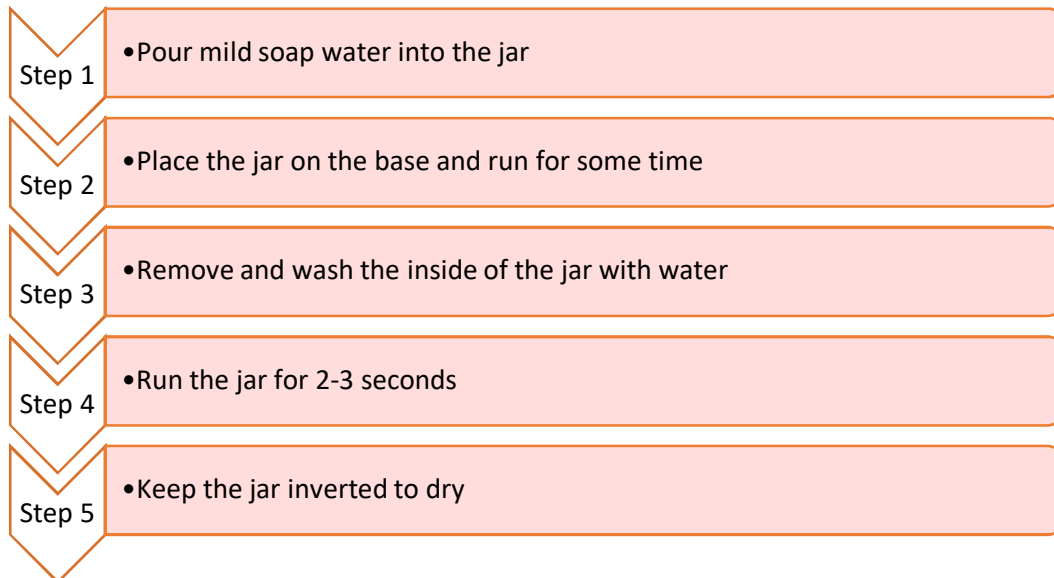 Step 1
•Pour mild soap water into the jar
Step 2
•Place the jar on the base and run for some time
Step 3
•Remove and wash the inside of the jar with water
Step 4
•Run the jar for 2-3 seconds
Step 5
•Keep the jar inverted to dry